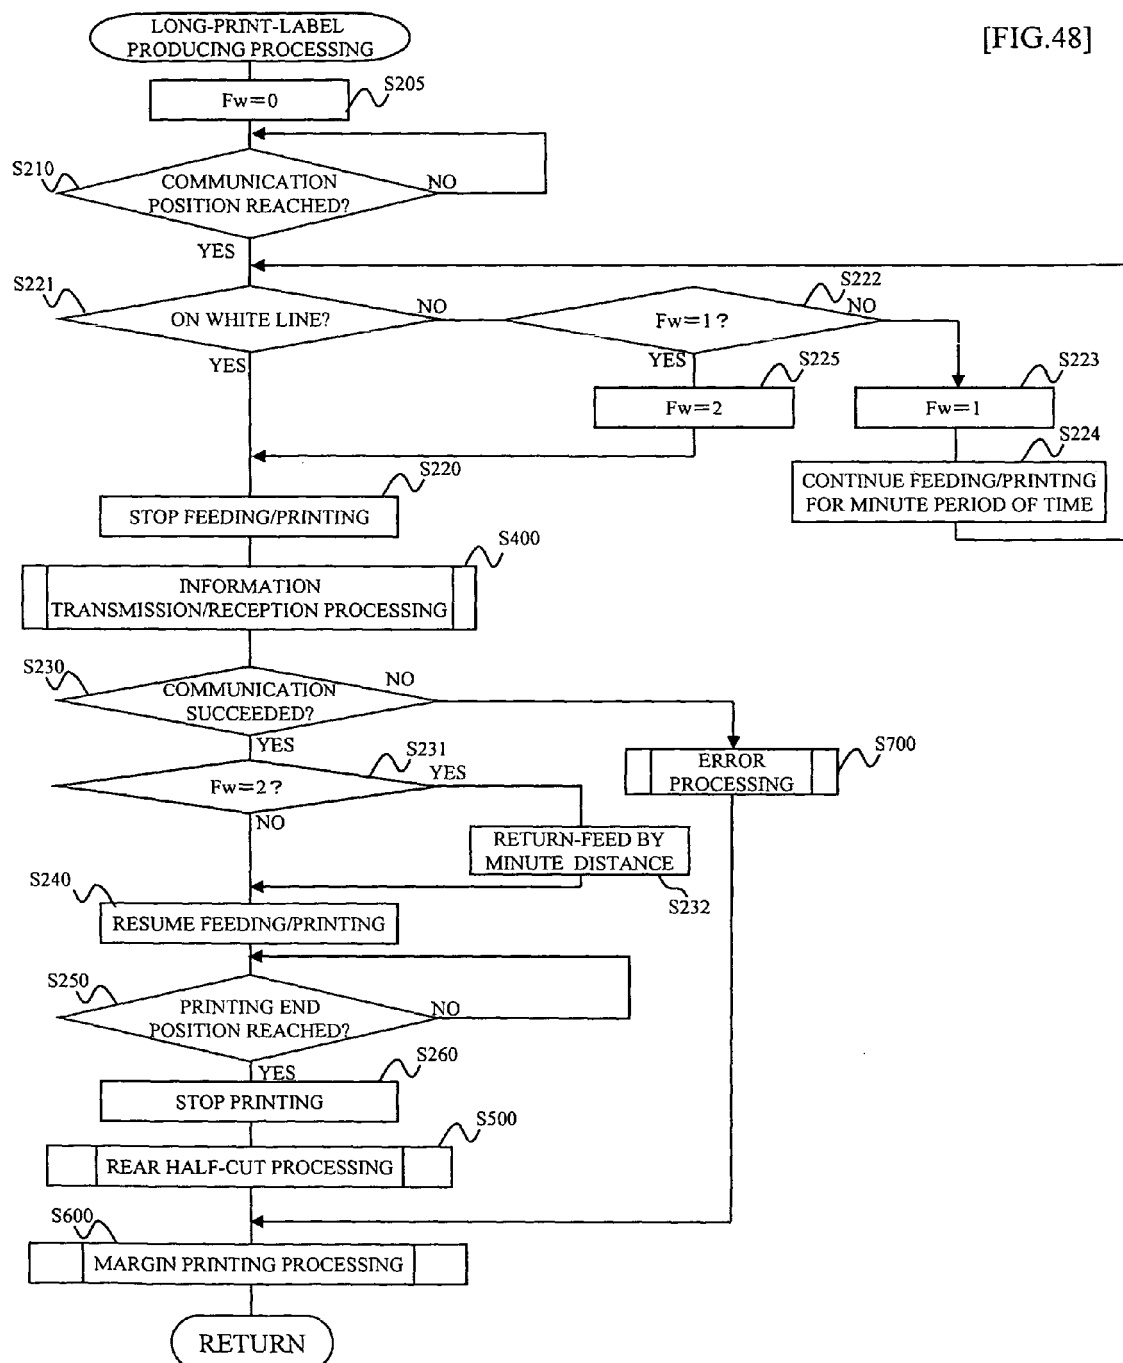 [FIG.48]
LONG-PRINT-LABEL
PRODUCING PROCESSING
S205
Fw=0
S210
COMMUNICATION
POSITION REACHED?
NO
YES
S221
ON WHITE LINE?
NO
YES
S222
Fw=1?
NO
YES
S225
Fw=2
S223
Fw=1
S224
CONTINUE FEEDING/PRINTING
FOR MINUTE PERIOD OF TIME
S220
STOP FEEDING/PRINTING
S400
INFORMATION
TRANSMISSION/RECEPTION PROCESSING
S230
COMMUNICATION
SUCCEEDED?
NO
YES
S700
ERROR
PROCESSING
S231
Fw=2?
YES
NO
RETURN-FEED BY
MINUTE DISTANCE
S232
S240
RESUME FEEDING/PRINTING
S250
PRINTING END
POSITION REACHED?
NO
YES
S260
STOP PRINTING
S500
REAR HALF-CUT PROCESSING
S600
MARGIN PRINTING PROCESSING
RETURN